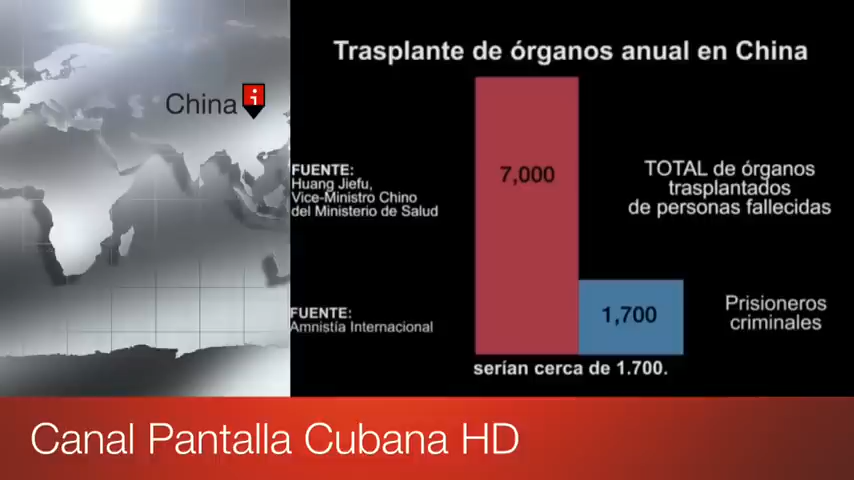 Trasplante de órganos anual en China
China
i
FUENTE:
Huang Jiefu,
Vice-Ministro Chino
del Ministerio de Salud
7,000
TOTAL de órganos
trasplantados
de personas fallecidas
FUENTE:
Amnistía Internacional
1,700
Prisioneros
criminales
serían cerca de 1.700.
Canal Pantalla Cubana HD